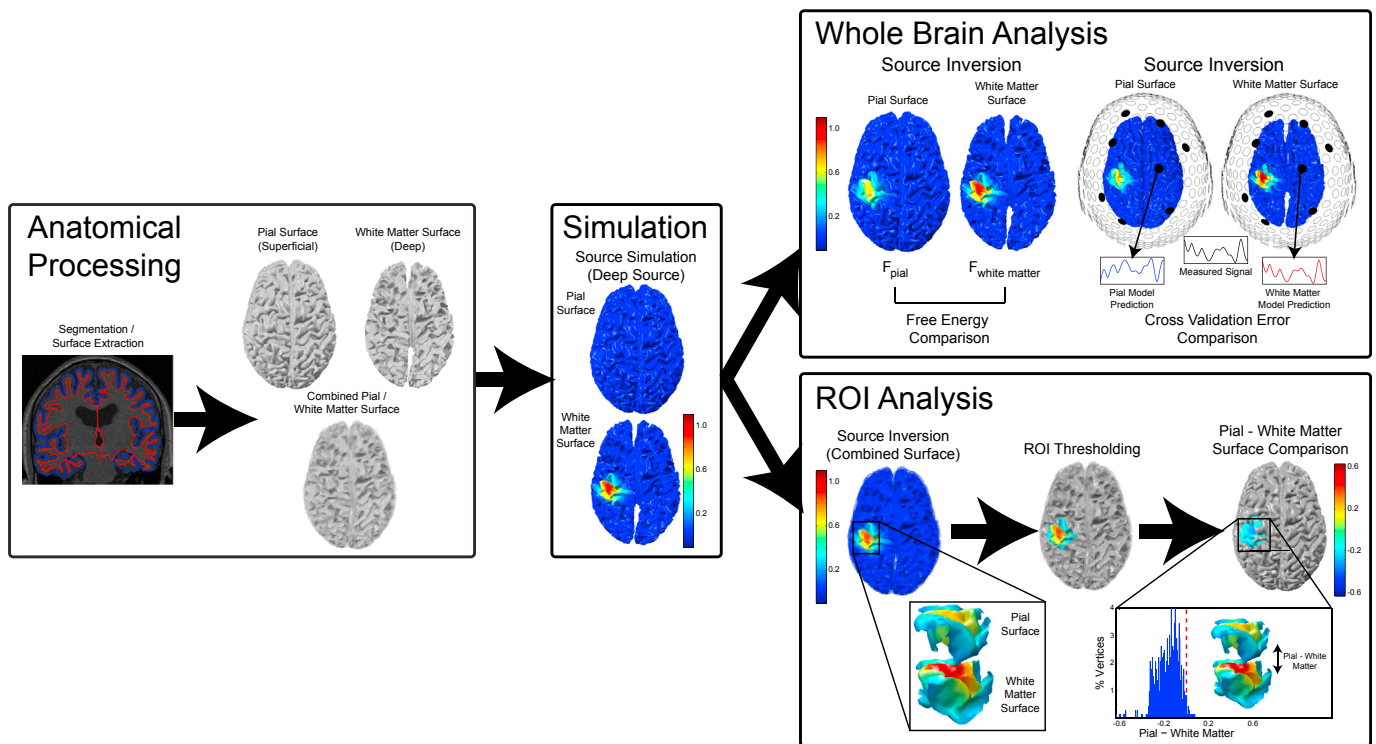 Anatomical
Processing
Segmentation /
Surface Extraction
Pial Surface
(Superficial)
White Matter Surface
(Deep)
Combined Pial /
White Matter Surface
Simulation
Source Simulation
(Deep Source)
Pial
Surface
White
Matter
Surface
1.0
0.6
0.2
Whole Brain Analysis
Source Inversion
Pial Surface
White Matter
Surface
1.0
0.6
0.2
Fpial
Fwhite matter
Free Energy
Comparison
Source Inversion
Pial Surface
White Matter Surface
Measured Signal
Pial Model
Prediction
White Matter
Model Prediction
Cross Validation Error
Comparison
ROI Analysis
Source Inversion
(Combined Surface)
1.0
0.6
0.2
Pial
Surface
White
Matter
Surface
ROI Thresholding
Pial - White Matter
Surface Comparison
0.6
0.2
-0.2
-0.6
% Vertices
4
3
2
1
-0.6
-0.2
0.2
0.6
Pial − White Matter
Pial - White
Matter